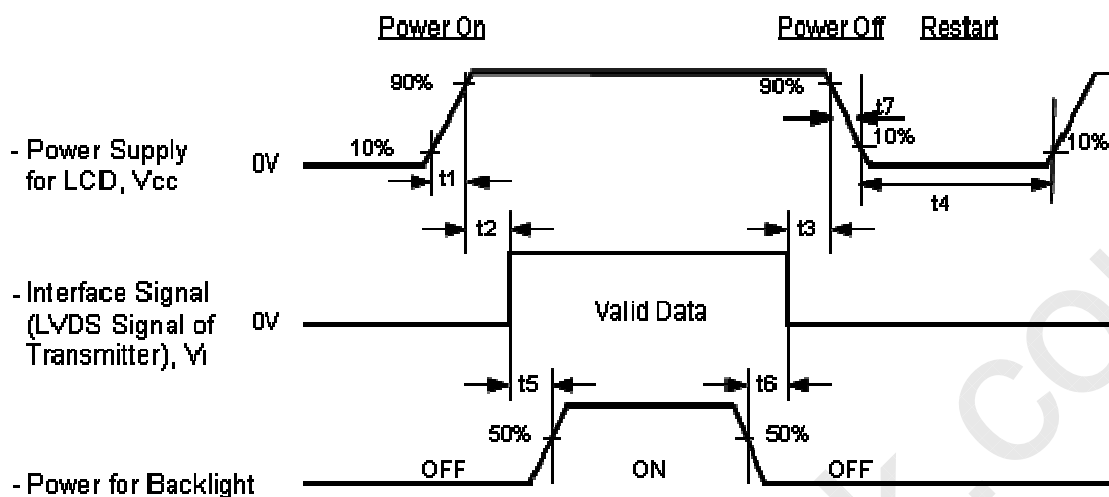 Power On
Power Off Restart
90%
90%
t7
10%
10%
10%
- Power Supply
for LCD, Vcc
0V
t1
t4
t2
t3
- Interface Signal
(LVDS Signal of
Transmitter), Vi
0V
Valid Data
t5
t6
50%
50%
- Power for Backlight
OFF
ON
OFF